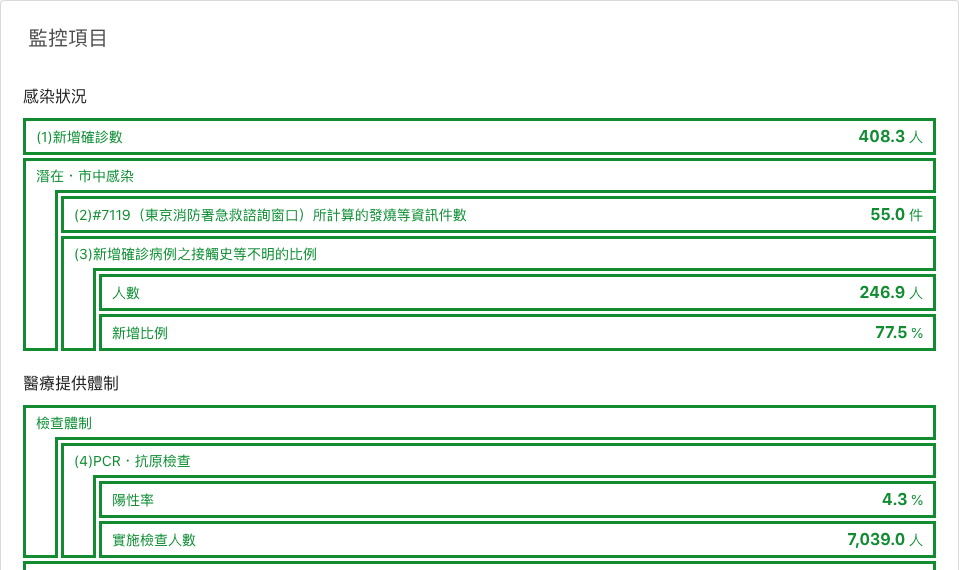 監控項目
感染狀況
(1)新增確診數 408.3 人
潛在・市中感染
(2)#7119（東京消防署急救諮詢窗口）所計算的發燒等資訊件數 55.0 件
(3)新增確診病例之接觸史等不明的比例
人數 246.9 人
新增比例 77.5 %
醫療提供體制
檢查體制
(4)PCR・抗原檢查
陽性率 4.3 %
實施檢查人數 7,039.0 人